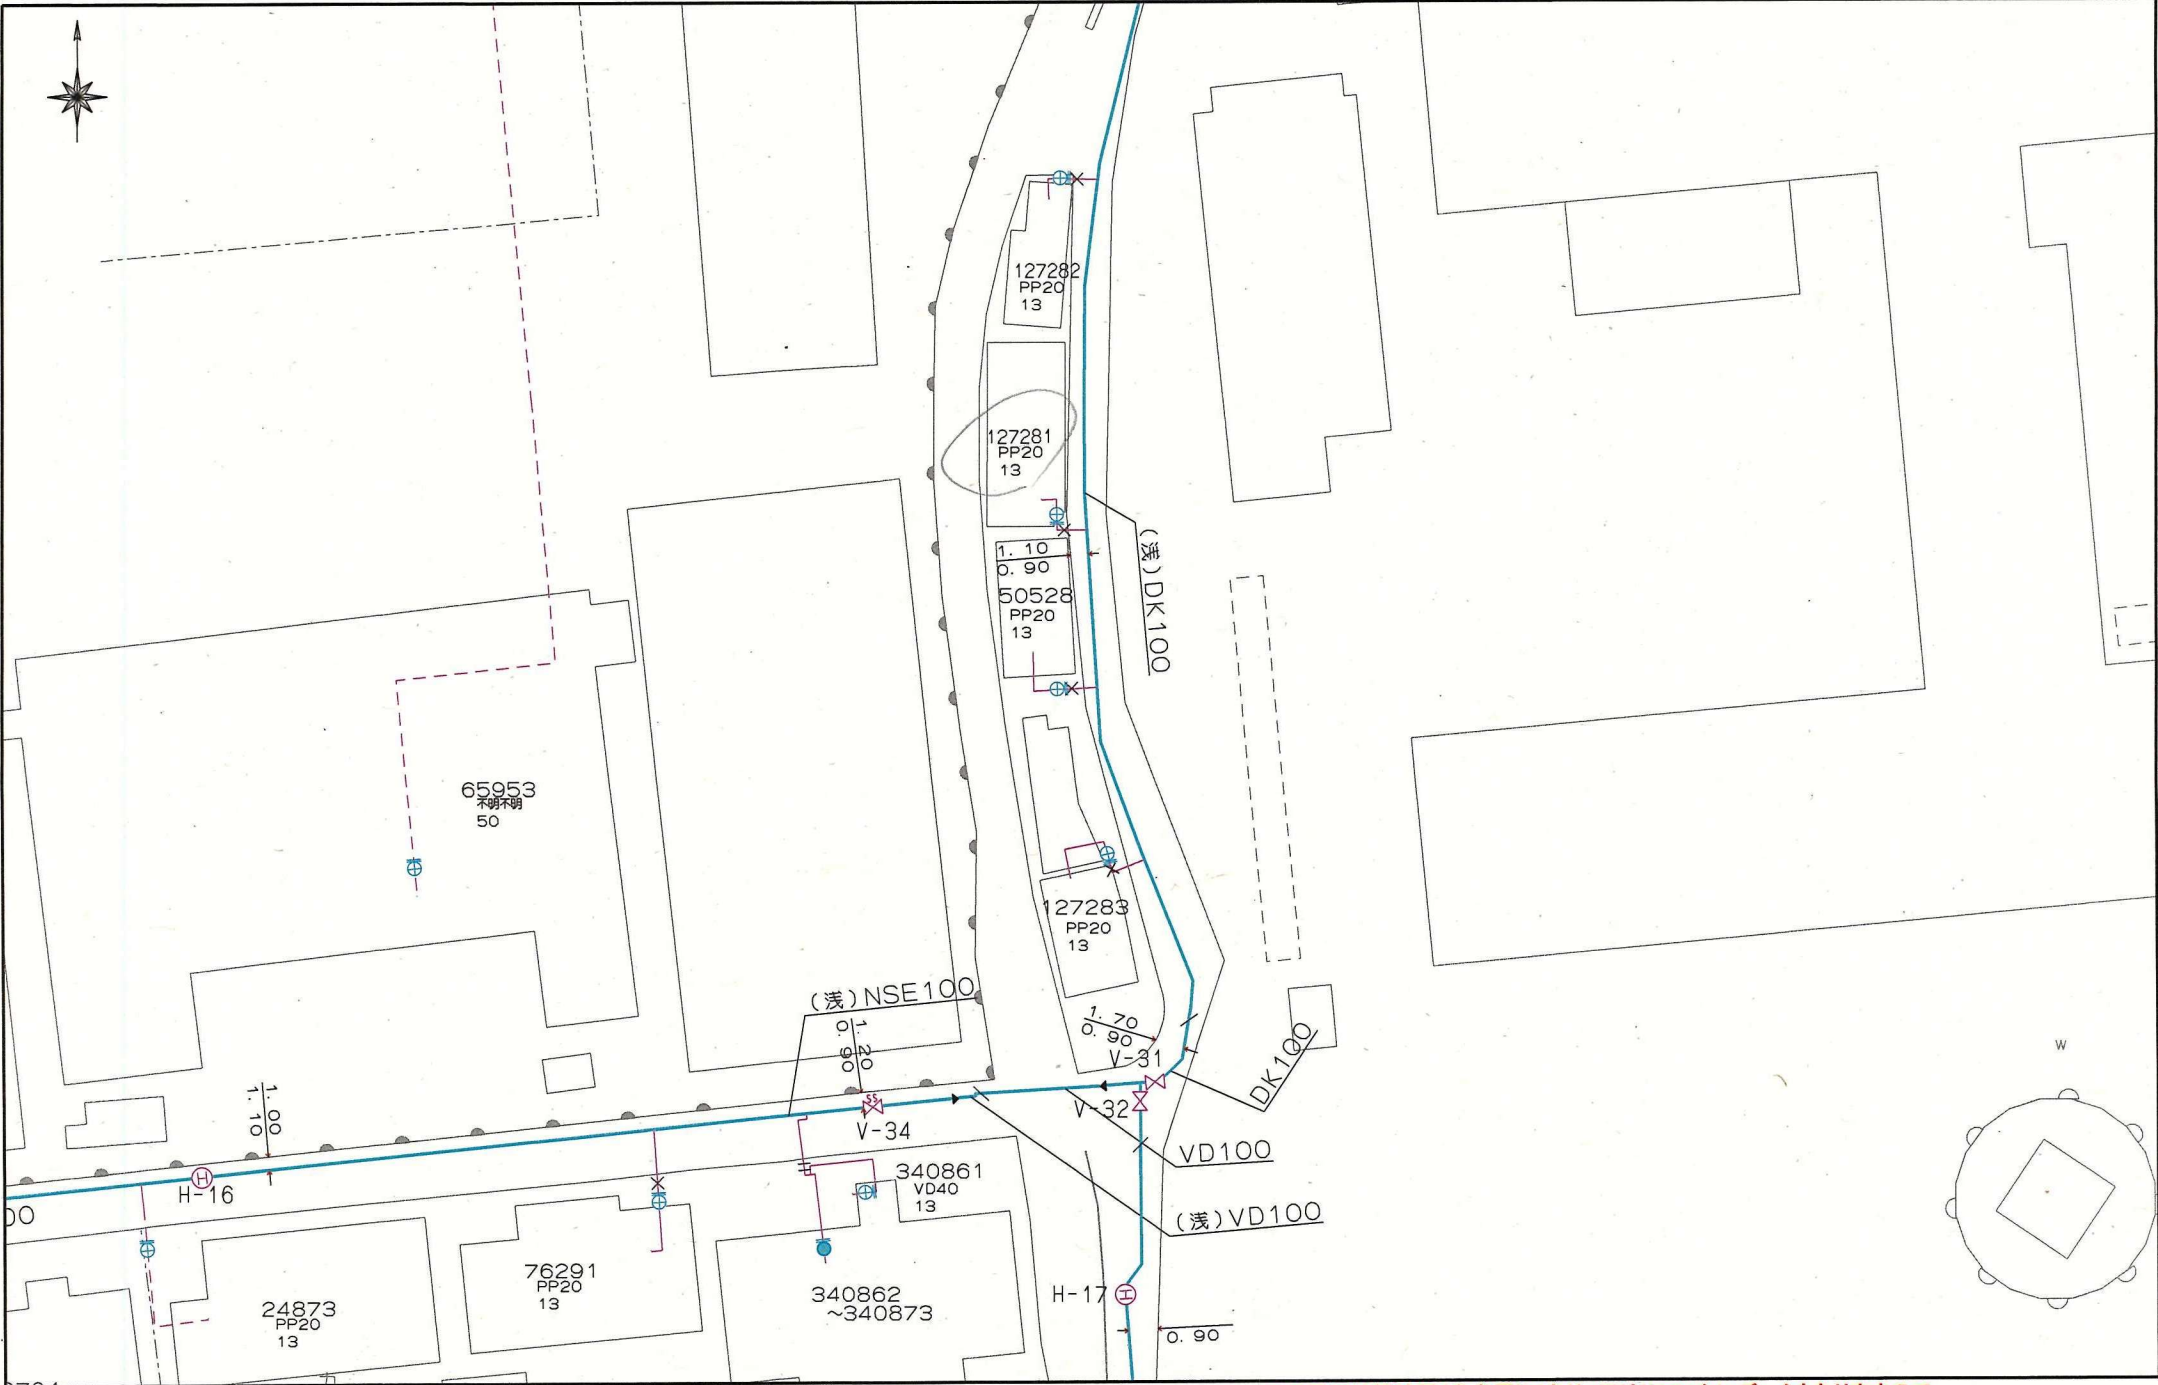 127282
PP20
13
127281
PP20
13
1.10
0.90
50528
PP20
13
(浅)DK100
65953
不明不明
50
127283
PP20
13
(浅)NSE100
1.20
0.90
1.70
0.90
V-31
DK100
V-32
V-34
VD100
(浅)VD100
1.00
1.10
H-16
00
340861
VD40
13
76291
PP20
13
24873
PP20
13
340862
~340873
H-17
0.90
W